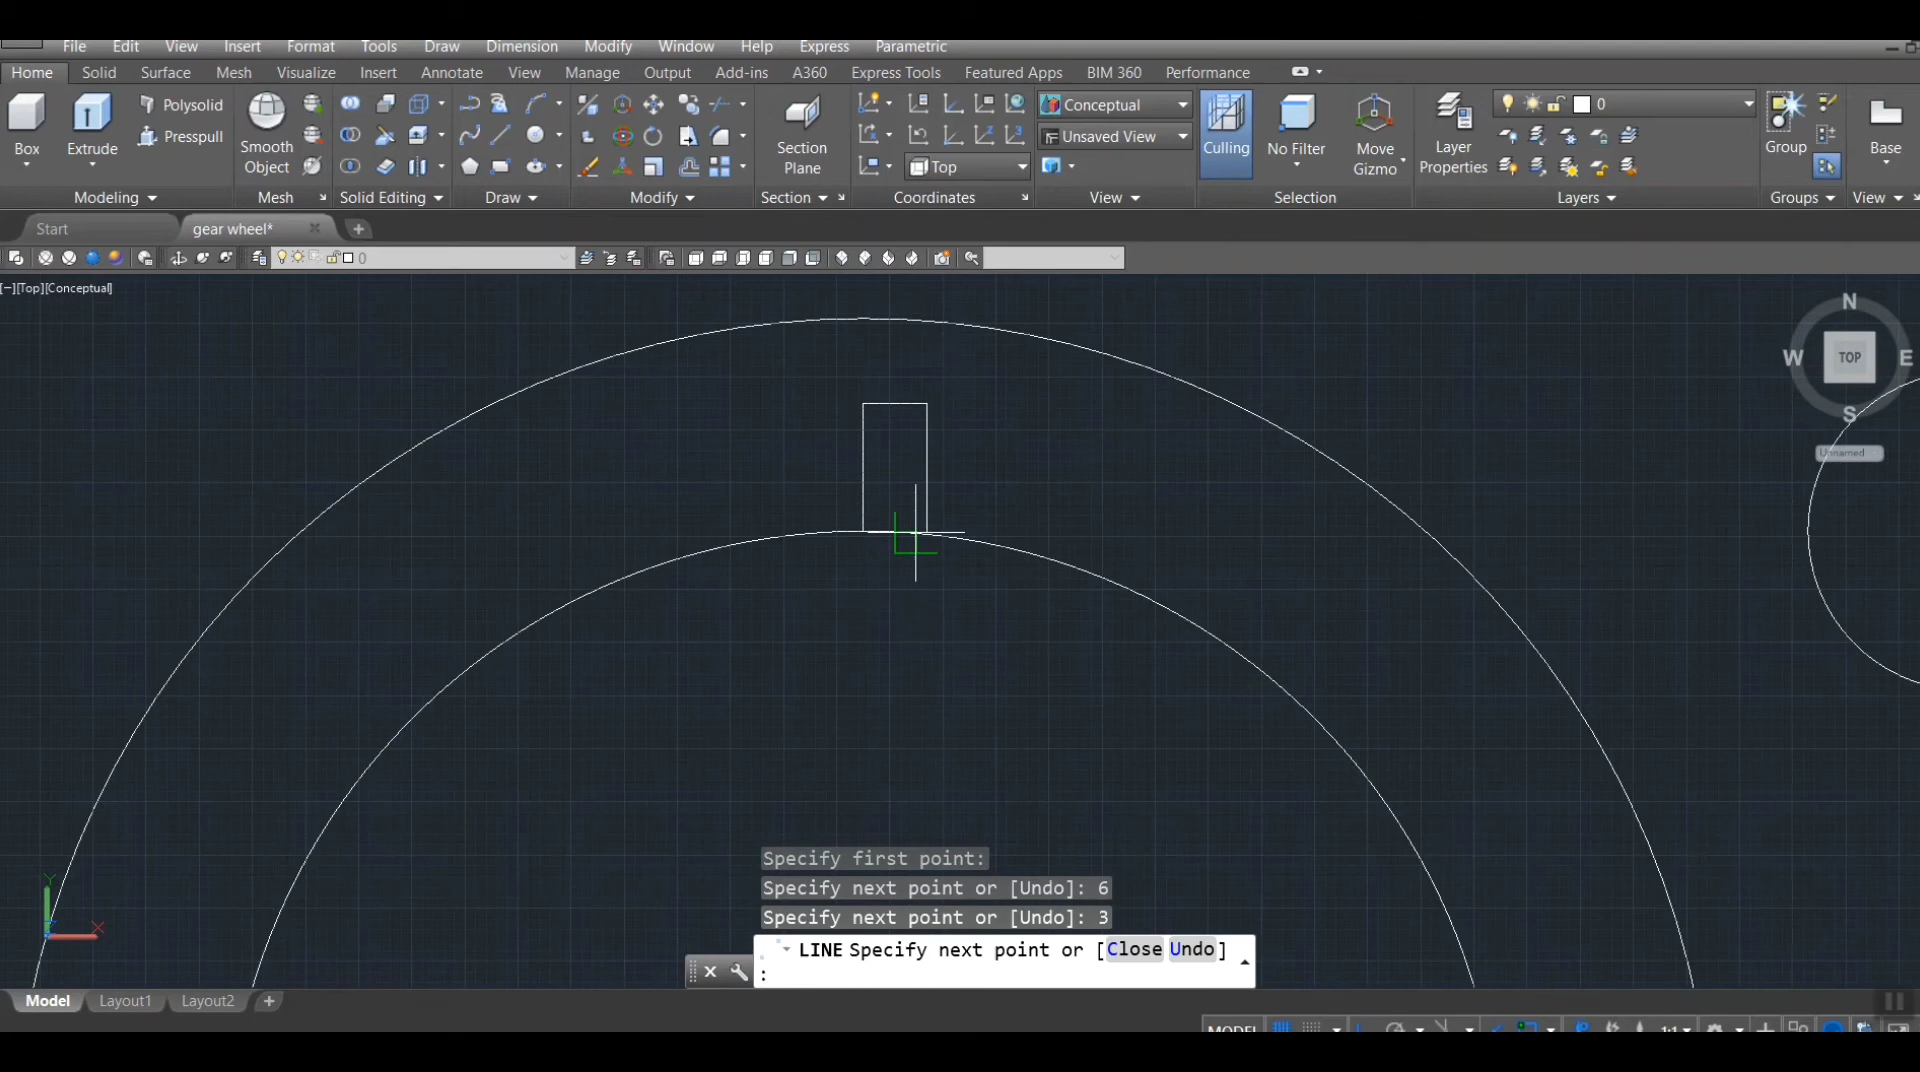 File Edit View Insert Format Tools Draw Dimension Modify Window Help Express Parametric
Home Solid Surface Mesh Visualize Insert Annotate View Manage Output Add-ins A360 Express Tools Featured Apps BIM 360 Performance
Box
Extrude
Polysolid
Presspull
Smooth
Object
Section
Plane
Top
Conceptual
Unsaved View
Culling
No Filter
Move
Gizmo
Layer
Properties
0
Group
Base
Modeling Mesh Solid Editing Draw Modify Section Coordinates View Selection Layers Groups View
Start gear wheel*
0
[−][Top][Conceptual]
N
W TOP E
S
Unnamed
Y
X
Specify first point:
Specify next point or [Undo]: 6
Specify next point or [Undo]: 3
LINE Specify next point or [Close Undo]
:
Model Layout1 Layout2
MODEL 1:1